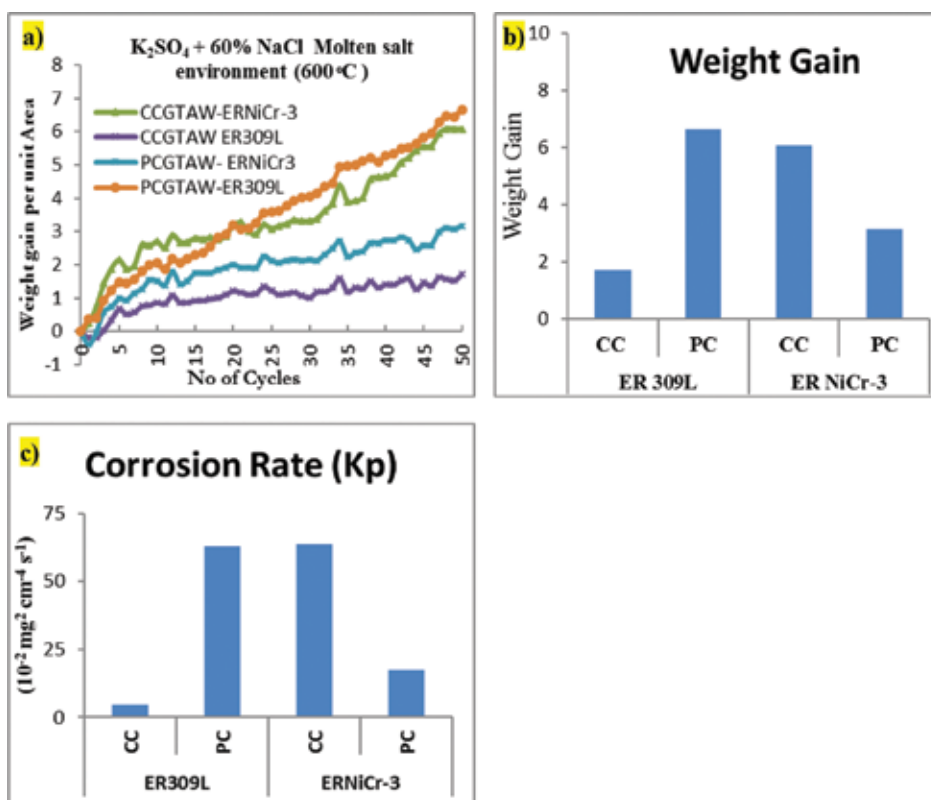 a)
K₂SO₄ + 60% NaCl Molten salt
environment (600 °C )
8
7
6
5
4
3
2
1
0
-1
Weight gain per unit Area
CCGTAW-ERNiCr-3
CCGTAW ER309L
PCGTAW- ERNiCr3
PCGTAW-ER309L
0 5 10 15 20 25 30 35 40 45 50
No of Cycles
b)
Weight Gain
10
8
6
4
2
0
Weight Gain
CC PC CC PC
ER 309L ER NiCr-3
c)
Corrosion Rate (Kp)
75
50
25
0
(10⁻² mg² cm⁻⁴ s⁻¹)
CC PC CC PC
ER309L ERNiCr-3